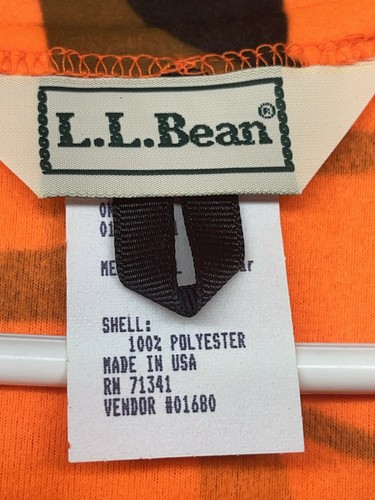 L.L.Bean®
SHELL:
100% POLYESTER
MADE IN USA
RN 71341
VENDOR #01680